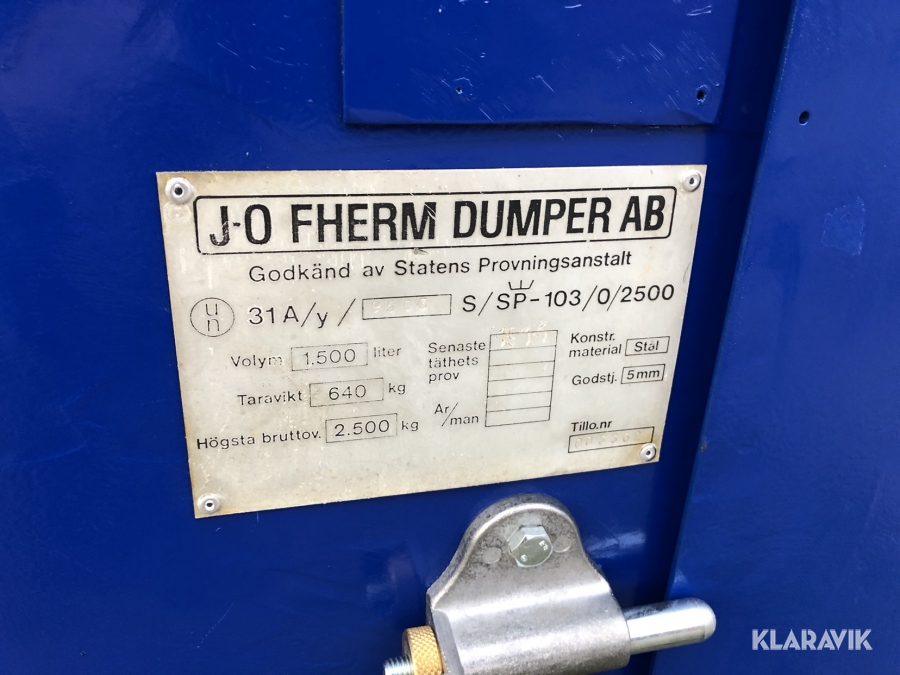 J-O FHERM DUMPER AB
Godkänd av Statens Provningsanstalt
un 31A/y/ S/SP-103/0/2500
Volym 1.500 liter
Taravikt 640 kg
Högsta bruttov. 2.500 kg
Senaste
täthets
prov
Ar/
man
Konstr.
material Stål
Godstj. 5mm
Tillo.nr
KLARAVIK